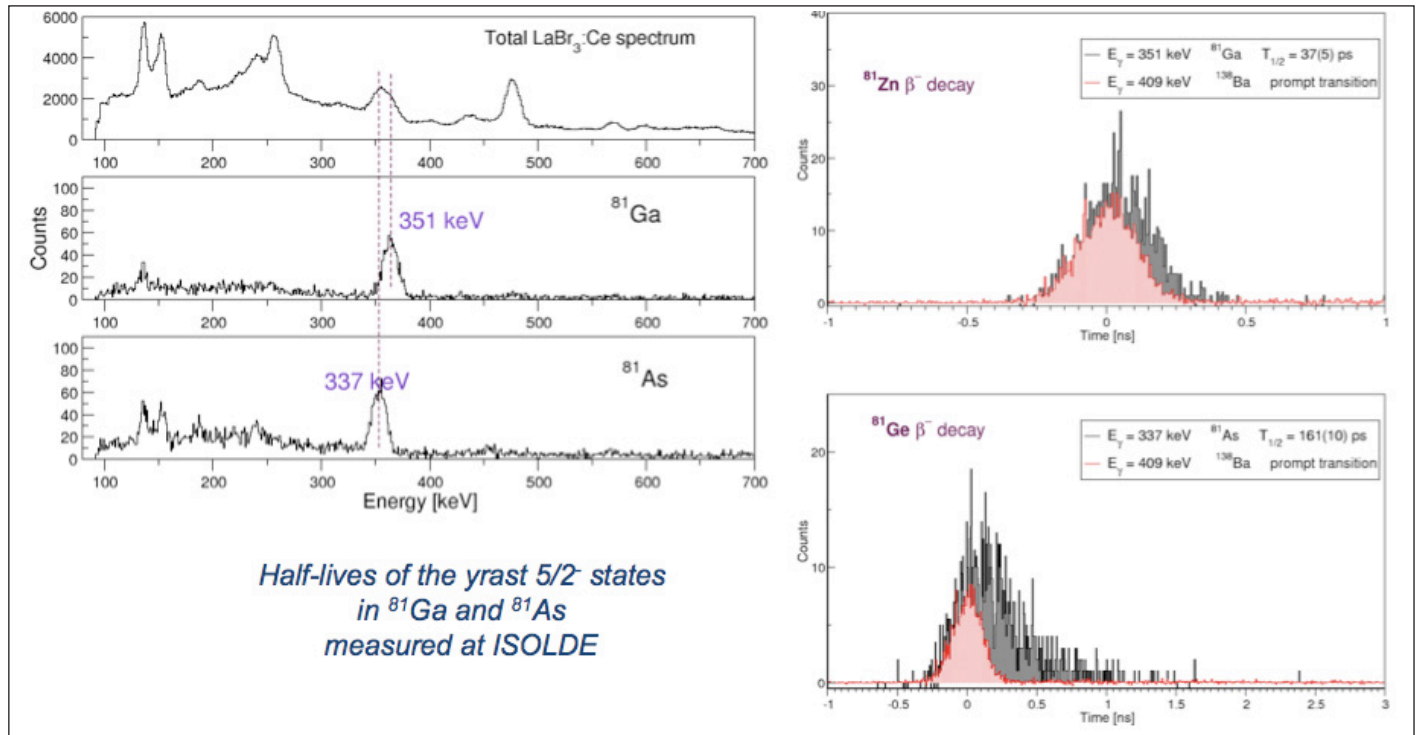 6000
4000
2000
0
Total LaBr₃:Ce spectrum
100 200 300 400 500 600 700
Counts
100
80
60
40
20
0
351 keV
⁸¹Ga
100 200 300 400 500 600 700
100
80
60
40
20
0
337 keV
⁸¹As
100 200 300 400 500 600 700
Energy [keV]
Half-lives of the yrast 5/2⁻ states
in ⁸¹Ga and ⁸¹As
measured at ISOLDE
40
30
20
10
0
Counts
⁸¹Zn β⁻ decay
Eγ = 351 keV ⁸¹Ga T₁/₂ = 37(5) ps
Eγ = 409 keV ¹³⁸Ba prompt transition
-1 -0.5 0 0.5 1
Time [ns]
20
10
0
Counts
⁸¹Ge β⁻ decay
Eγ = 337 keV ⁸¹As T₁/₂ = 161(10) ps
Eγ = 409 keV ¹³⁸Ba prompt transition
-1 -0.5 0 0.5 1 1.5 2 2.5 3
Time [ns]